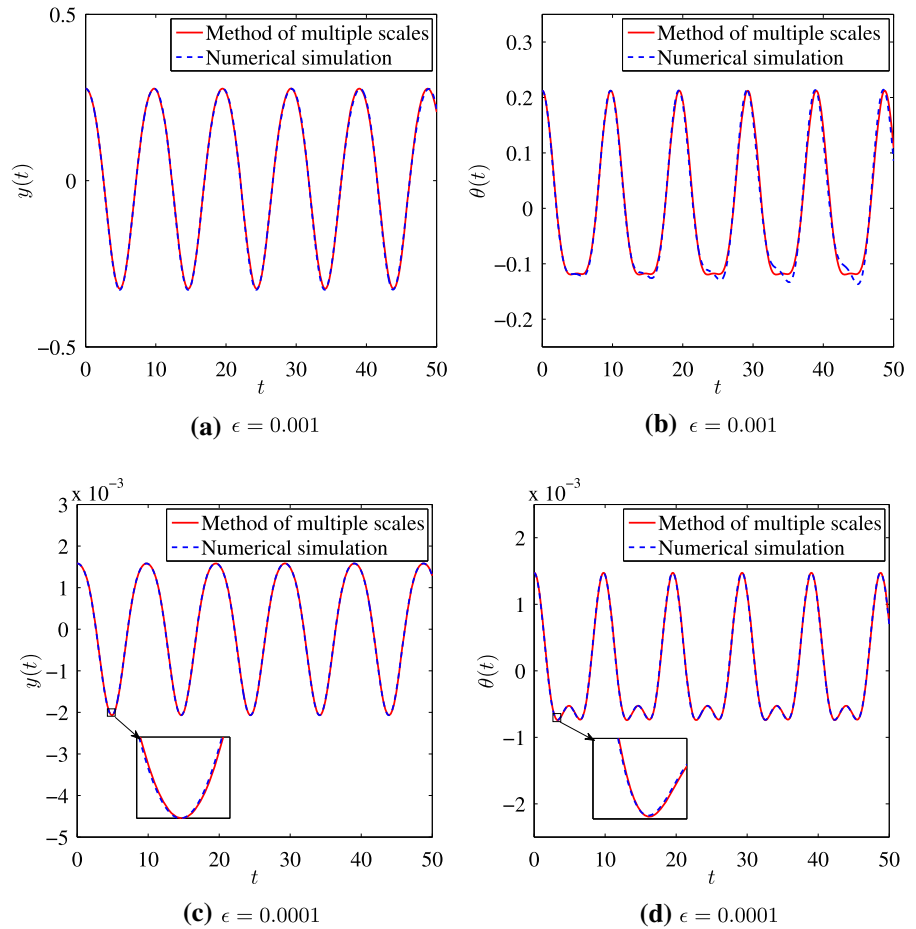 0.5
0
−0.5
y(t)
Method of multiple scales
Numerical simulation
0 10 20 30 40 50
t
(a) ϵ = 0.001
0.3
0.2
0.1
0
−0.1
−0.2
θ(t)
Method of multiple scales
Numerical simulation
0 10 20 30 40 50
t
(b) ϵ = 0.001
x 10⁻³
3
2
1
0
−1
−2
−3
−4
−5
y(t)
Method of multiple scales
Numerical simulation
0 10 20 30 40 50
t
(c) ϵ = 0.0001
x 10⁻³
2
1
0
−1
−2
θ(t)
Method of multiple scales
Numerical simulation
0 10 20 30 40 50
t
(d) ϵ = 0.0001